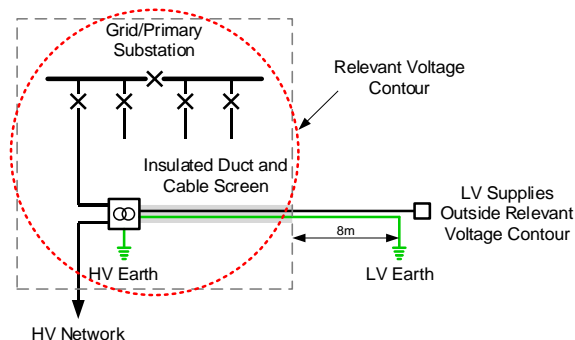 Grid/Primary
Substation
Relevant Voltage
Contour
Insulated Duct and
Cable Screen
LV Supplies
Outside Relevant
Voltage Contour
8m
HV Earth
LV Earth
HV Network